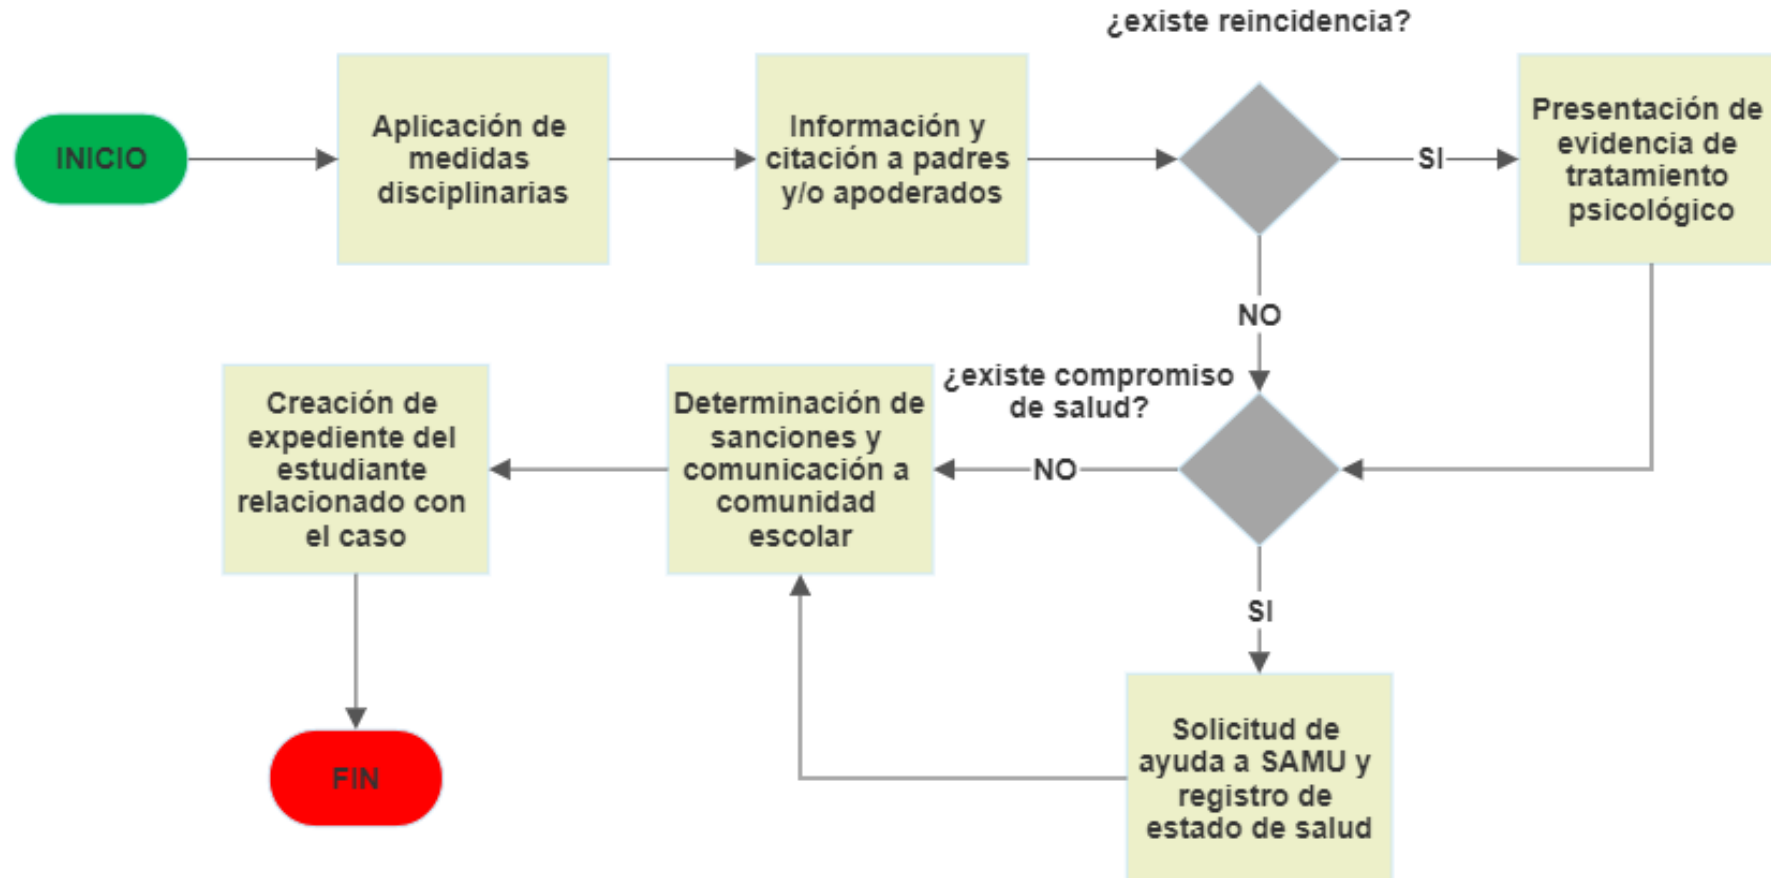 ¿existe reincidencia?
INICIO
Aplicación de
medidas
disciplinarias
Información y
citación a padres
y/o apoderados
SI
Presentación de
evidencia de
tratamiento
psicológico
NO
¿existe compromiso
de salud?
NO
Determinación de
sanciones y
comunicación a
comunidad
escolar
Creación de
expediente del
estudiante
relacionado con
el caso
SI
Solicitud de
ayuda a SAMU y
registro de
estado de salud
FIN